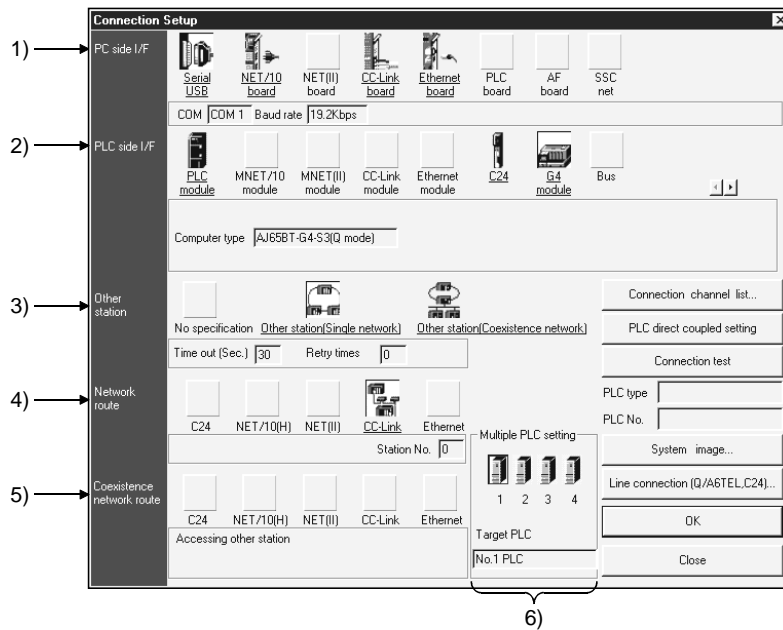 Connection Setup
1)
PC side I/F
Serial USB
NET/10 board
NET(II) board
CC-Link board
Ethernet board
PLC board
AF board
SSC net
COM COM 1 Baud rate 19.2Kbps
2)
PLC side I/F
PLC module
MNET/10 module
MNET(II) module
CC-Link module
Ethernet module
C24
G4 module
Bus
Computer type AJ65BT-G4-S3(Q mode)
3)
Other station
No specification
Other station(Single network)
Other station(Coexistence network)
Time out (Sec.) 30 Retry times 0
4)
Network route
C24
NET/10(H)
NET(II)
CC-Link
Ethernet
Station No. 0
5)
Coexistence network route
C24
NET/10(H)
NET(II)
CC-Link
Ethernet
Accessing other station
Multiple PLC setting
1 2 3 4
Target PLC
No.1 PLC
6)
Connection channel list...
PLC direct coupled setting
Connection test
PLC type
PLC No.
System image...
Line connection (Q/A6TEL,C24)...
OK
Close